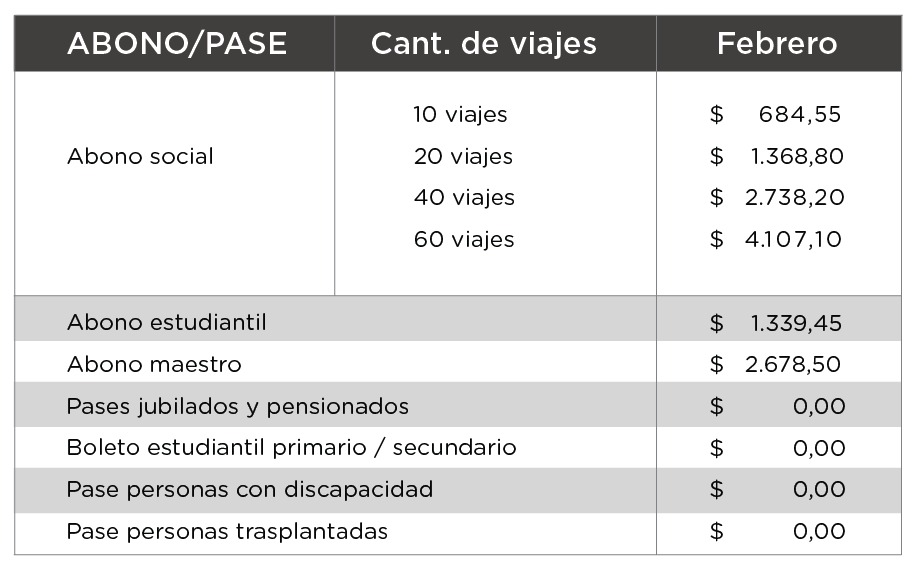 ABONO/PASE Cant. de viajes Febrero
10 viajes $ 684,55
Abono social 20 viajes $ 1.368,80
40 viajes $ 2.738,20
60 viajes $ 4.107,10
Abono estudiantil $ 1.339,45
Abono maestro $ 2.678,50
Pases jubilados y pensionados $ 0,00
Boleto estudiantil primario / secundario $ 0,00
Pase personas con discapacidad $ 0,00
Pase personas trasplantadas $ 0,00